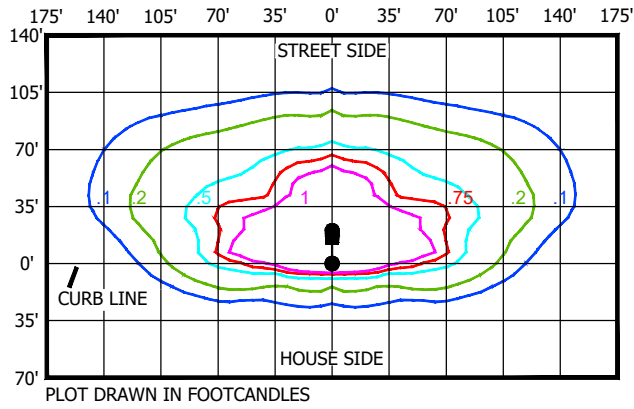 175' 140' 105' 70' 35' 0' 35' 70' 105' 140' 175'
140'
STREET SIDE
105'
70'
.1 .2 .5 1 .75 .2 .1
35'
0'
CURB LINE
35'
HOUSE SIDE
70'
PLOT DRAWN IN FOOTCANDLES